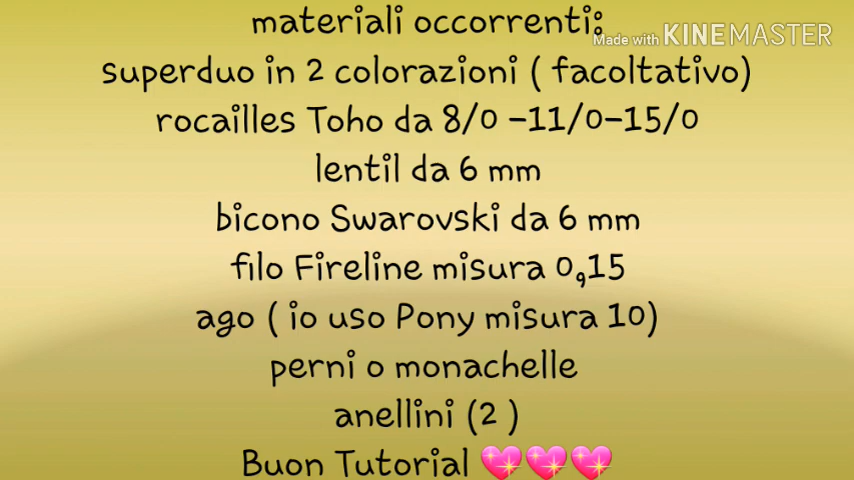 materiali occorrenti:
Made with KINEMASTER
superduo in 2 colorazioni ( facoltativo)
rocailles Toho da 8/0 -11/0-15/0
lentil da 6 mm
bicono Swarovski da 6 mm
filo Fireline misura 0,15
ago ( io uso Pony misura 10)
perni o monachelle
anellini (2 )
Buon Tutorial 💖💖💖